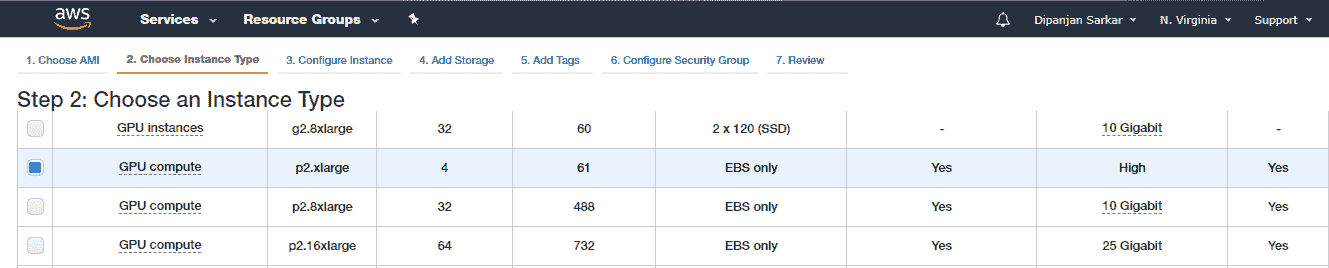 aws Services Resource Groups Dipanjan Sarkar N. Virginia Support
1. Choose AMI 2. Choose Instance Type 3. Configure Instance 4. Add Storage 5. Add Tags 6. Configure Security Group 7. Review
Step 2: Choose an Instance Type
GPU instances g2.8xlarge 32 60 2 x 120 (SSD) - 10 Gigabit -
GPU compute p2.xlarge 4 61 EBS only Yes High Yes
GPU compute p2.8xlarge 32 488 EBS only Yes 10 Gigabit Yes
GPU compute p2.16xlarge 64 732 EBS only Yes 25 Gigabit Yes